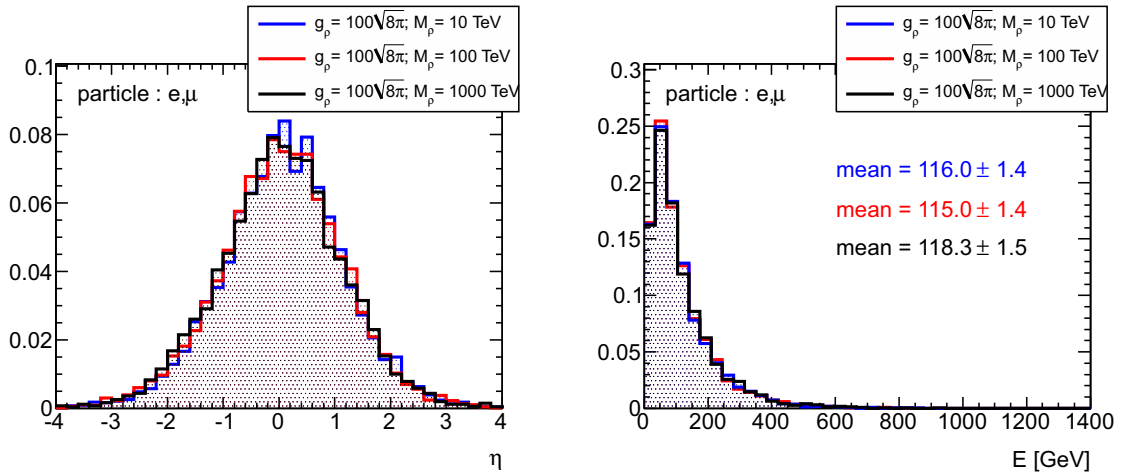 g_ρ = 100√8π; M_ρ = 10 TeV
g_ρ = 100√8π; M_ρ = 100 TeV
g_ρ = 100√8π; M_ρ = 1000 TeV
particle : e,μ
0.1
0.08
0.06
0.04
0.02
0
-4 -3 -2 -1 0 1 2 3 4
η
g_ρ = 100√8π; M_ρ = 10 TeV
g_ρ = 100√8π; M_ρ = 100 TeV
g_ρ = 100√8π; M_ρ = 1000 TeV
particle : e,μ
mean = 116.0 ± 1.4
mean = 115.0 ± 1.4
mean = 118.3 ± 1.5
0.3
0.25
0.2
0.15
0.1
0.05
0
0 200 400 600 800 1000 1200 1400
E [GeV]